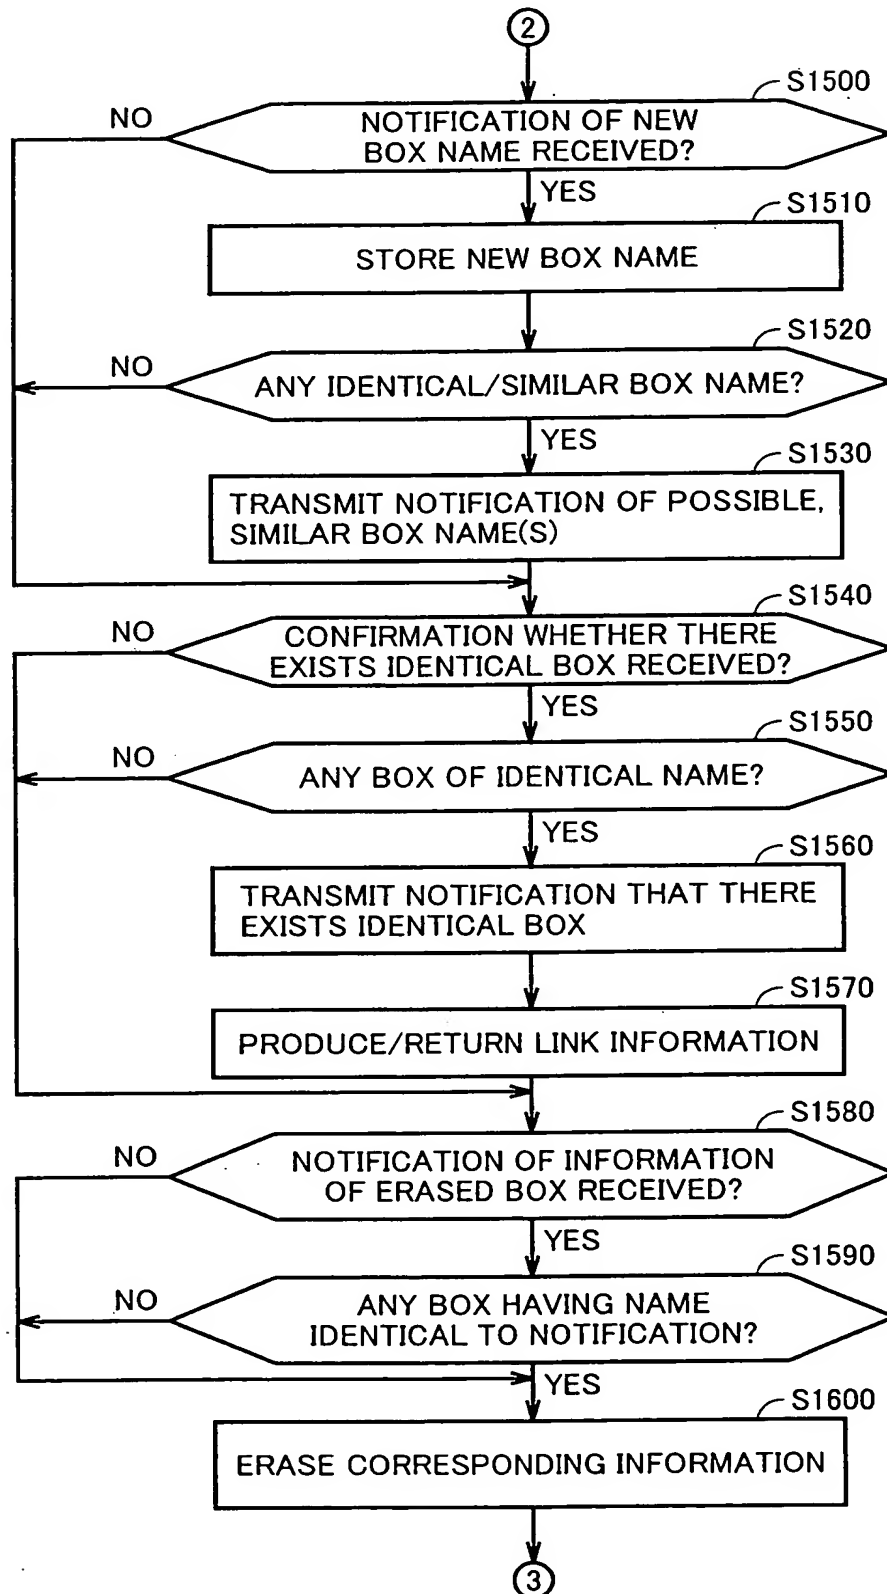 2
S1500
NO
NOTIFICATION OF NEW
BOX NAME RECEIVED?
YES
S1510
STORE NEW BOX NAME
S1520
NO
ANY IDENTICAL/SIMILAR BOX NAME?
YES
S1530
TRANSMIT NOTIFICATION OF POSSIBLE,
SIMILAR BOX NAME(S)
S1540
NO
CONFIRMATION WHETHER THERE
EXISTS IDENTICAL BOX RECEIVED?
YES
S1550
NO
ANY BOX OF IDENTICAL NAME?
YES
S1560
TRANSMIT NOTIFICATION THAT THERE
EXISTS IDENTICAL BOX
S1570
PRODUCE/RETURN LINK INFORMATION
S1580
NO
NOTIFICATION OF INFORMATION
OF ERASED BOX RECEIVED?
YES
S1590
NO
ANY BOX HAVING NAME
IDENTICAL TO NOTIFICATION?
YES
S1600
ERASE CORRESPONDING INFORMATION
3